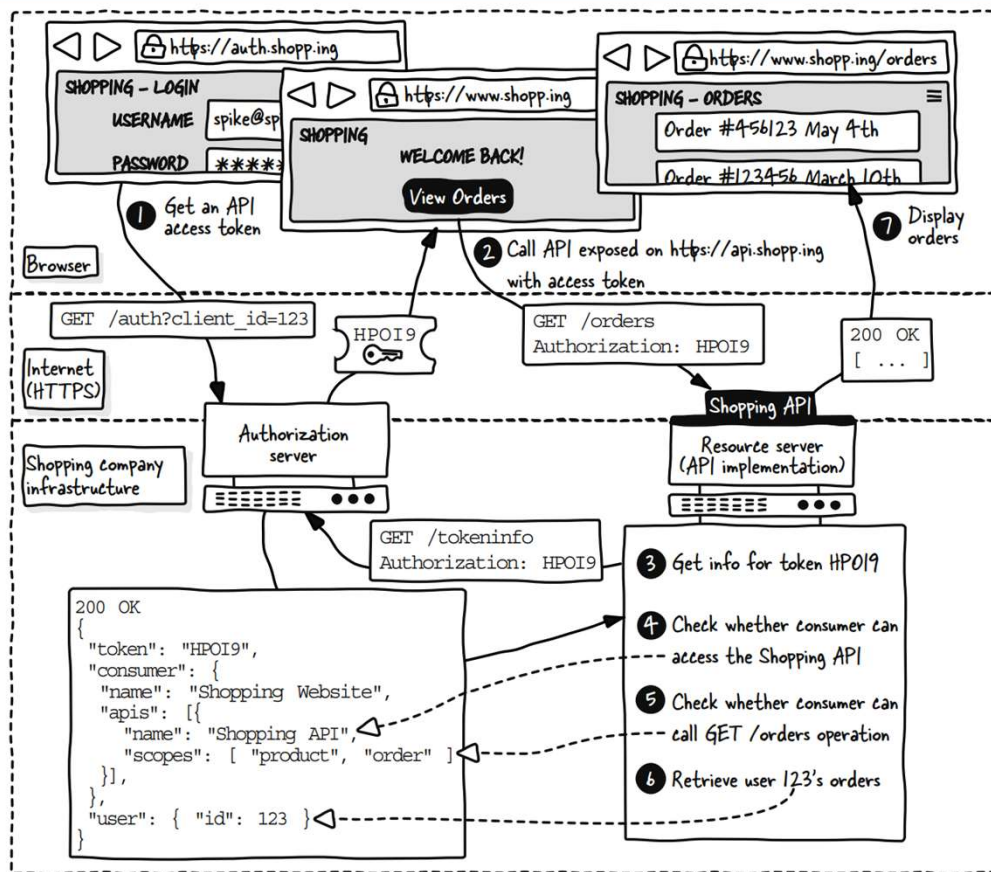 https://auth.shopp.ing
SHOPPING - LOGIN
USERNAME
spike@sp
PASSWORD
*****
https://www.shopp.ing
SHOPPING
WELCOME BACK!
View Orders
https://www.shopp.ing/orders
SHOPPING - ORDERS
Order #456123 May 4th
Order #123456 March 10th
1 Get an API
access token
2 Call API exposed on https://api.shopp.ing
with access token
7 Display
orders
Browser
GET /auth?client_id=123
HPOI9
GET /orders
Authorization: HPOI9
200 OK
[ ... ]
Internet
(HTTPS)
Shopping API
Authorization
server
Resource server
(API implementation)
Shopping company
infrastructure
GET /tokeninfo
Authorization: HPOI9
3 Get info for token HPOI9
4 Check whether consumer can
access the Shopping API
5 Check whether consumer can
call GET /orders operation
6 Retrieve user 123's orders
200 OK
{
"token": "HPOI9",
"consumer": {
"name": "Shopping Website",
"apis": [{
"name": "Shopping API",
"scopes": [ "product", "order" ]
}],
},
"user": { "id": 123 }
}